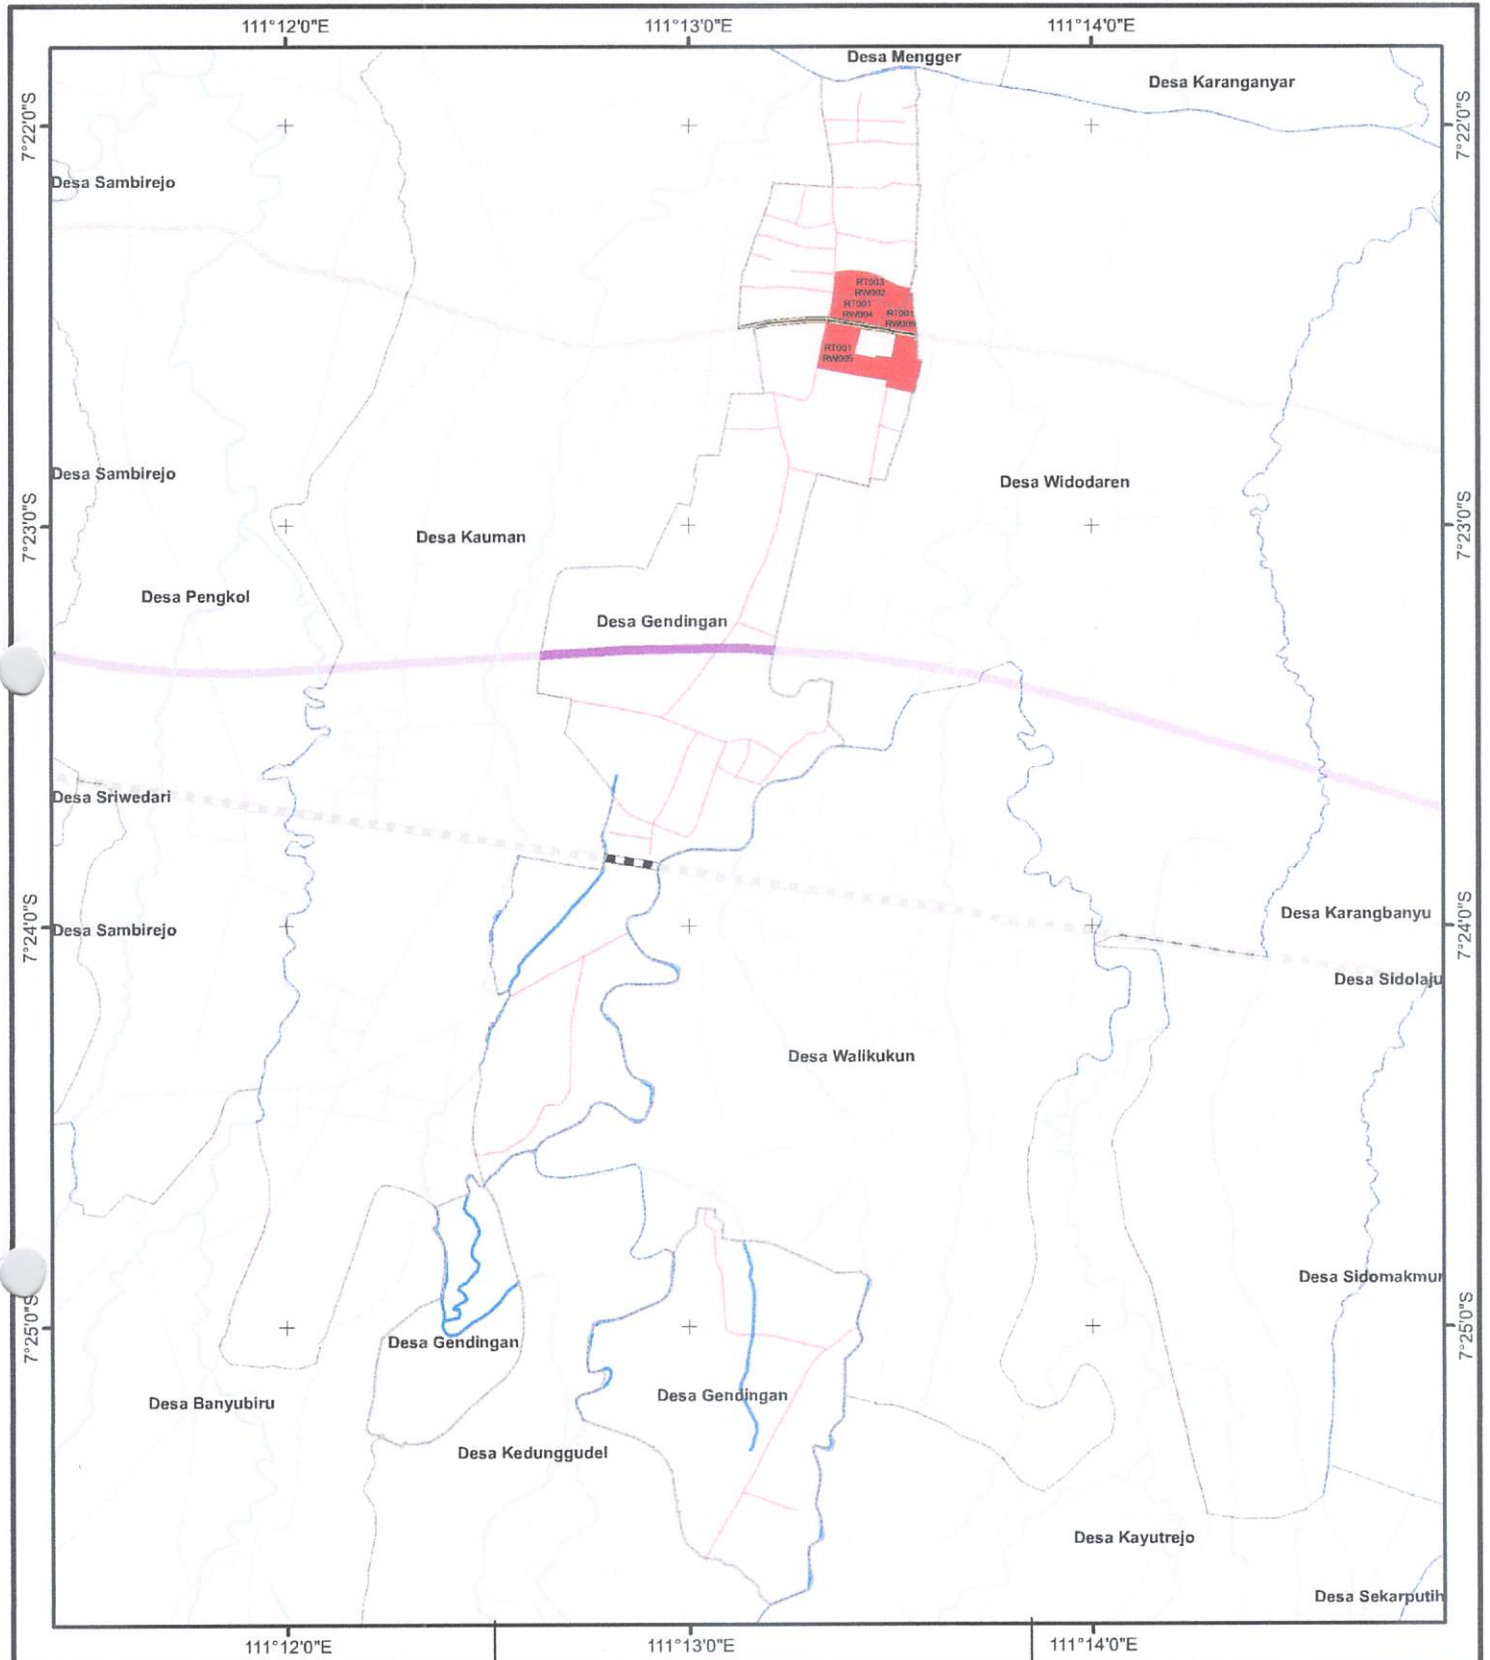 111°12'0"E
111°13'0"E
111°14'0"E
Desa Mengger
Desa Karanganyar
7°22'0"S
7°22'0"S
Desa Sambirejo
RT003
RW002
RT001
RW004
RT001
RT001
RW005
Desa Sambirejo
Desa Widodaren
7°23'0"S
7°23'0"S
Desa Kauman
Desa Pengkol
Desa Gendingan
Desa Sriwedari
7°24'0"S
7°24'0"S
Desa Karangbanyu
Desa Sambirejo
Desa Sidolaju
Desa Walikukun
Desa Sidomakmur
7°25'0"S
7°25'0"S
Desa Gendingan
Desa Gendingan
Desa Banyubiru
Desa Kedunggudel
Desa Kayutrejo
Desa Sekarputih
111°12'0"E
111°13'0"E
111°14'0"E